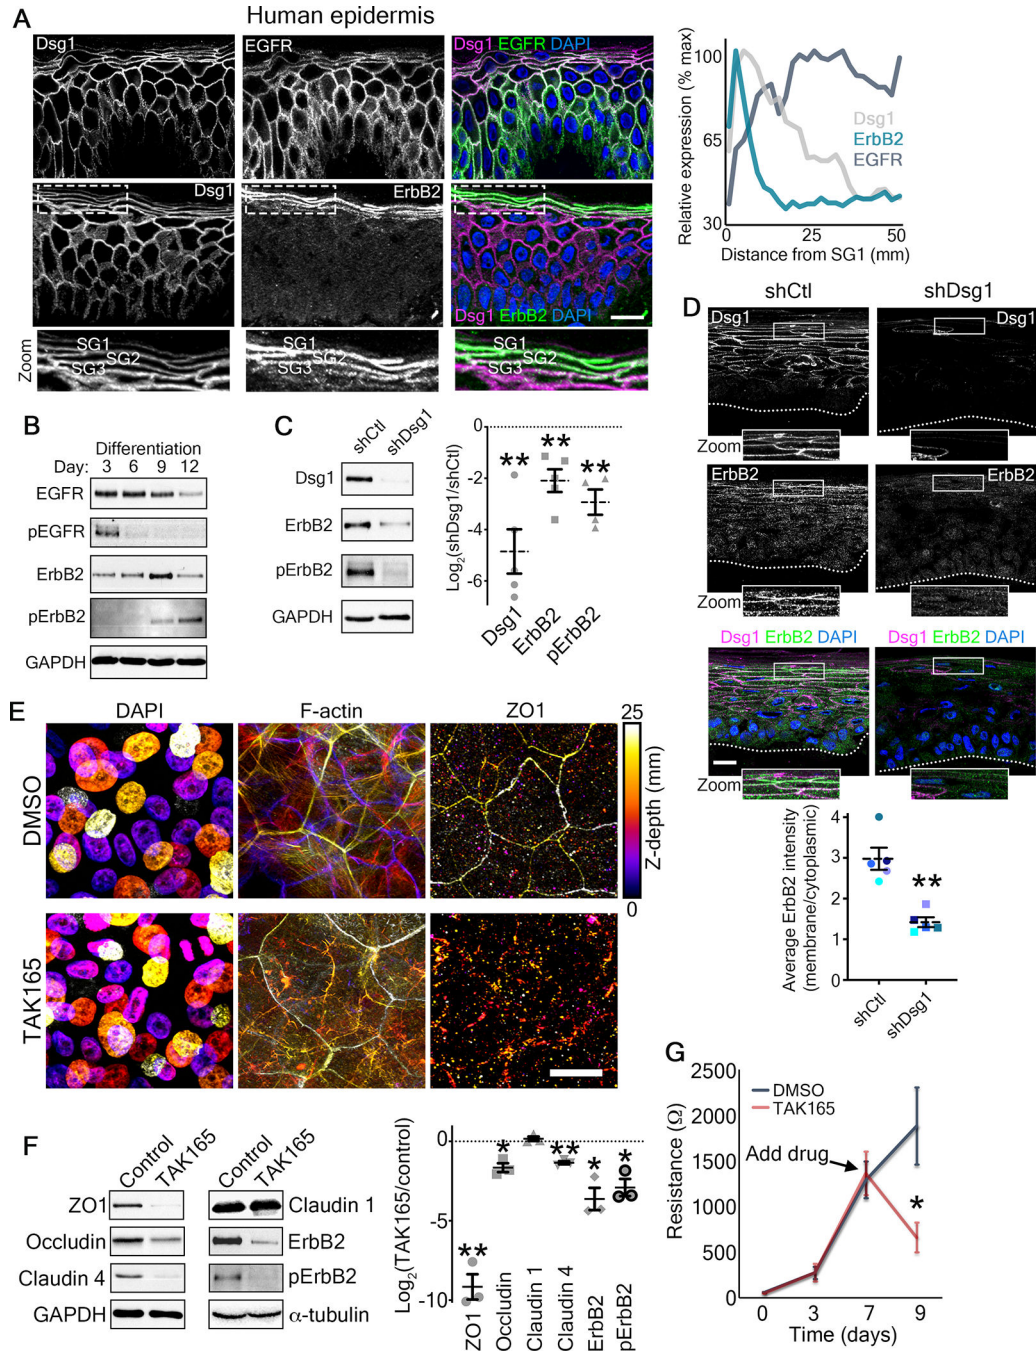 A
Human epidermis
Dsg1
EGFR
Dsg1 EGFR DAPI
Dsg1
ErbB2
Dsg1 ErbB2 DAPI
Zoom
SG1
SG2
SG3
SG1
SG2
SG3
SG1
SG2
SG3
Relative expression (% max)
100
65
30
Dsg1
ErbB2
EGFR
0
25
50
Distance from SG1 (mm)
B
Differentiation
Day: 3 6 9 12
EGFR
pEGFR
ErbB2
pErbB2
GAPDH
C
shCtl
shDsg1
Dsg1
ErbB2
pErbB2
GAPDH
Log2(shDsg1/shCtl)
0
-2
-4
-6
**
**
**
Dsg1
ErbB2
pErbB2
D
shCtl
shDsg1
Dsg1
Dsg1
Zoom
ErbB2
ErbB2
Zoom
Dsg1 ErbB2 DAPI
Dsg1 ErbB2 DAPI
Zoom
Average ErbB2 intensity
(membrane/cytoplasmic)
4
3
2
1
0
**
shCtl
shDsg1
E
DAPI
F-actin
ZO1
DMSO
TAK165
25
Z-depth (mm)
0
F
Control
TAK165
Control
TAK165
ZO1
Claudin 1
Occludin
ErbB2
Claudin 4
pErbB2
GAPDH
α-tubulin
Log2(TAK165/control)
0
-5
-10
**
*
**
*
*
ZO1
Occludin
Claudin 1
Claudin 4
ErbB2
pErbB2
G
Resistance (Ω)
2500
2000
1500
1000
500
0
DMSO
TAK165
Add drug
*
0
3
7
9
Time (days)